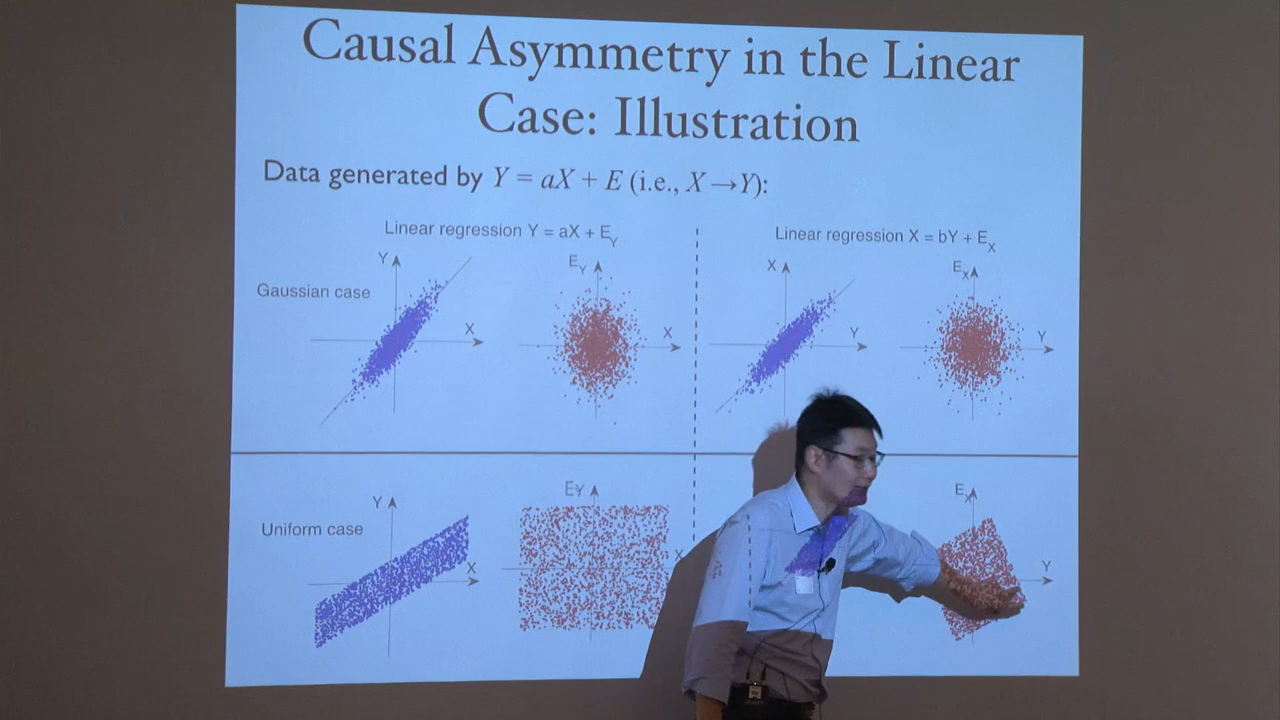 Causal Asymmetry in the Linear
Case: Illustration
Data generated by Y = aX + E (i.e., X → Y):
Linear regression Y = aX + E_Y
Linear regression X = bY + E_X
Gaussian case
Y
X
E_Y
X
X
Y
E_X
Y
Uniform case
Y
X
E_Y
X
E_X
Y